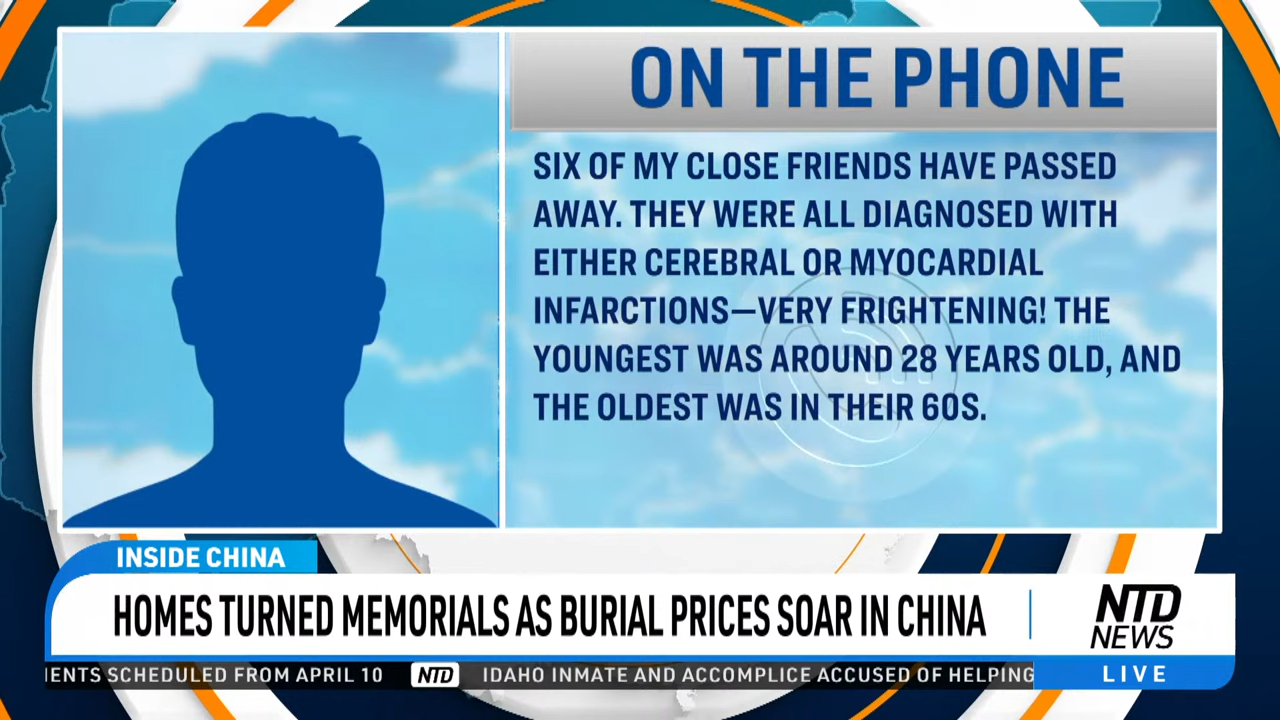 ON THE PHONE
SIX OF MY CLOSE FRIENDS HAVE PASSED
AWAY. THEY WERE ALL DIAGNOSED WITH
EITHER CEREBRAL OR MYOCARDIAL
INFARCTIONS—VERY FRIGHTENING! THE
YOUNGEST WAS AROUND 28 YEARS OLD, AND
THE OLDEST WAS IN THEIR 60S.
INSIDE CHINA
HOMES TURNED MEMORIALS AS BURIAL PRICES SOAR IN CHINA
NTD
NEWS
SCHEDULED FROM APRIL 10 NTD IDAHO INMATE AND ACCOMPLICE ACCUSED OF HELPING
LIVE